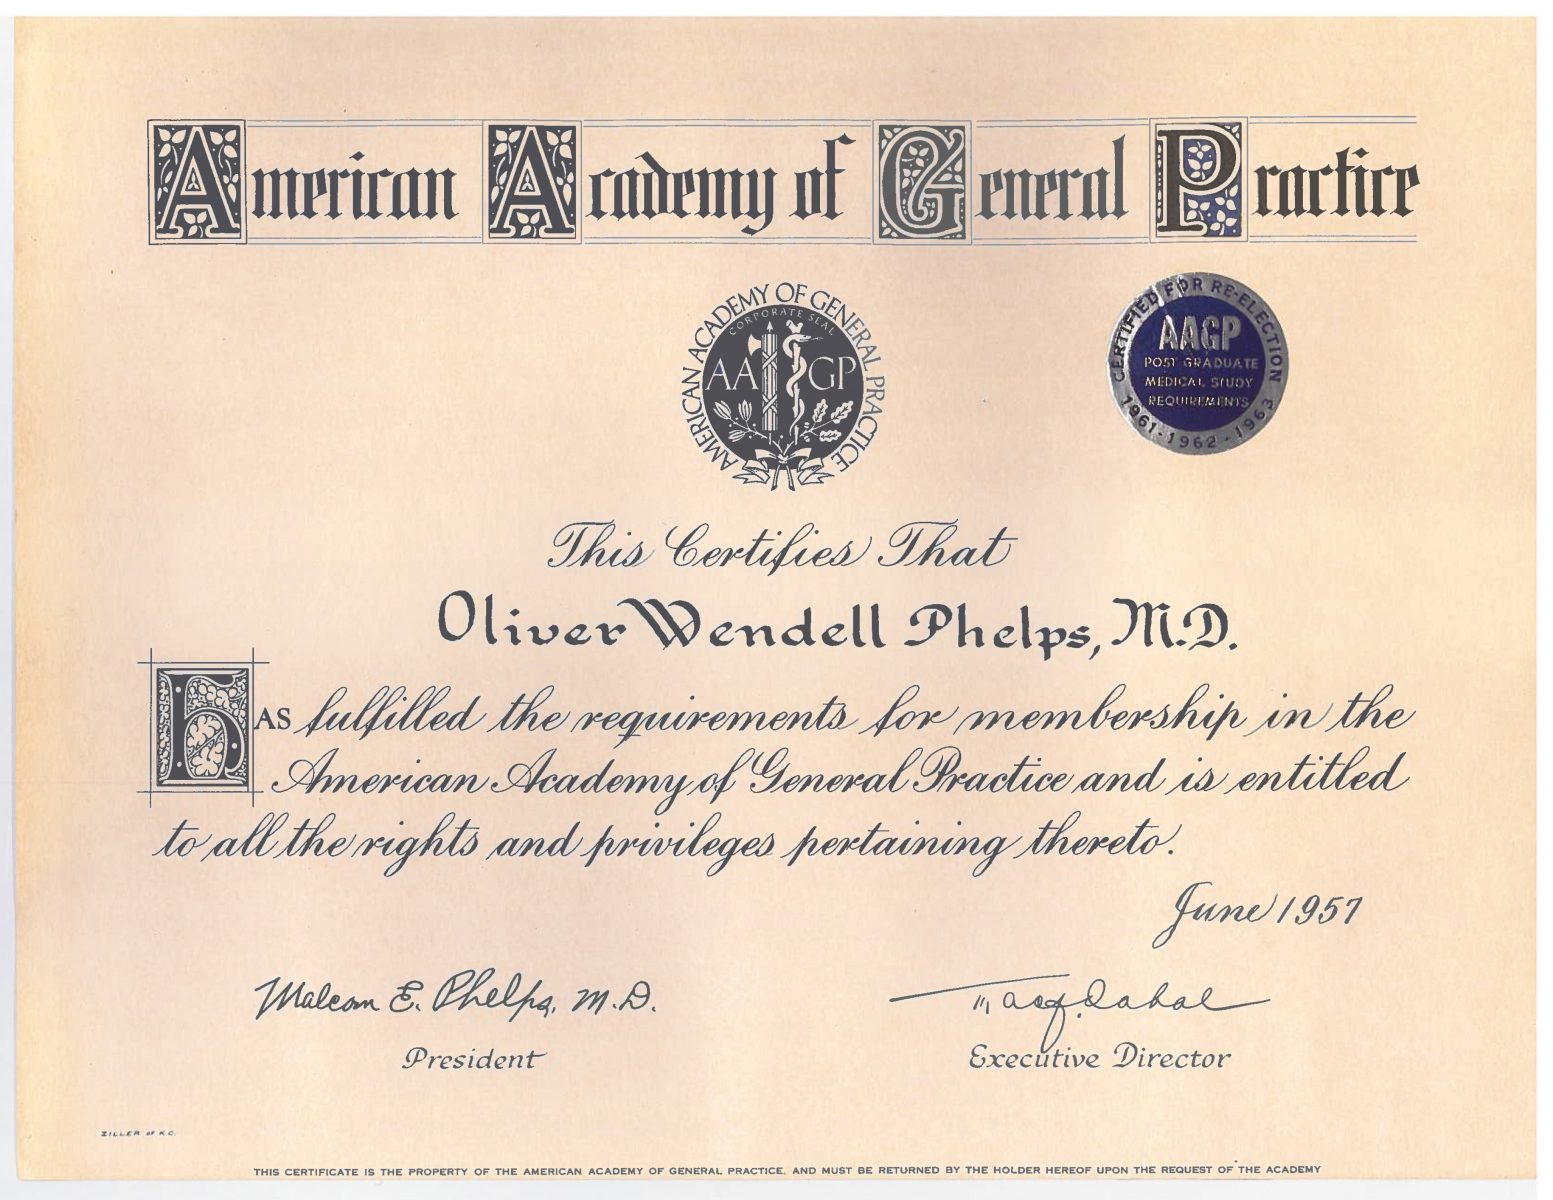 American Academy of General Practice
AMERICAN ACADEMY OF GENERAL PRACTICE
CORPORATE SEAL
AA GP
CERTIFIED FOR RE-ELECTION
AAGP
POST GRADUATE
MEDICAL STUDY
REQUIREMENTS
1961-1962-1963
This Certifies That
Oliver Wendell Phelps, M.D.
has fulfilled the requirements for membership in the
American Academy of General Practice and is entitled
to all the rights and privileges pertaining thereto.
June 1957
Malcom E. Phelps, M.D.
President
Executive Director
ZILLER OF K.C.
THIS CERTIFICATE IS THE PROPERTY OF THE AMERICAN ACADEMY OF GENERAL PRACTICE, AND MUST BE RETURNED BY THE HOLDER HEREOF UPON THE REQUEST OF THE ACADEMY